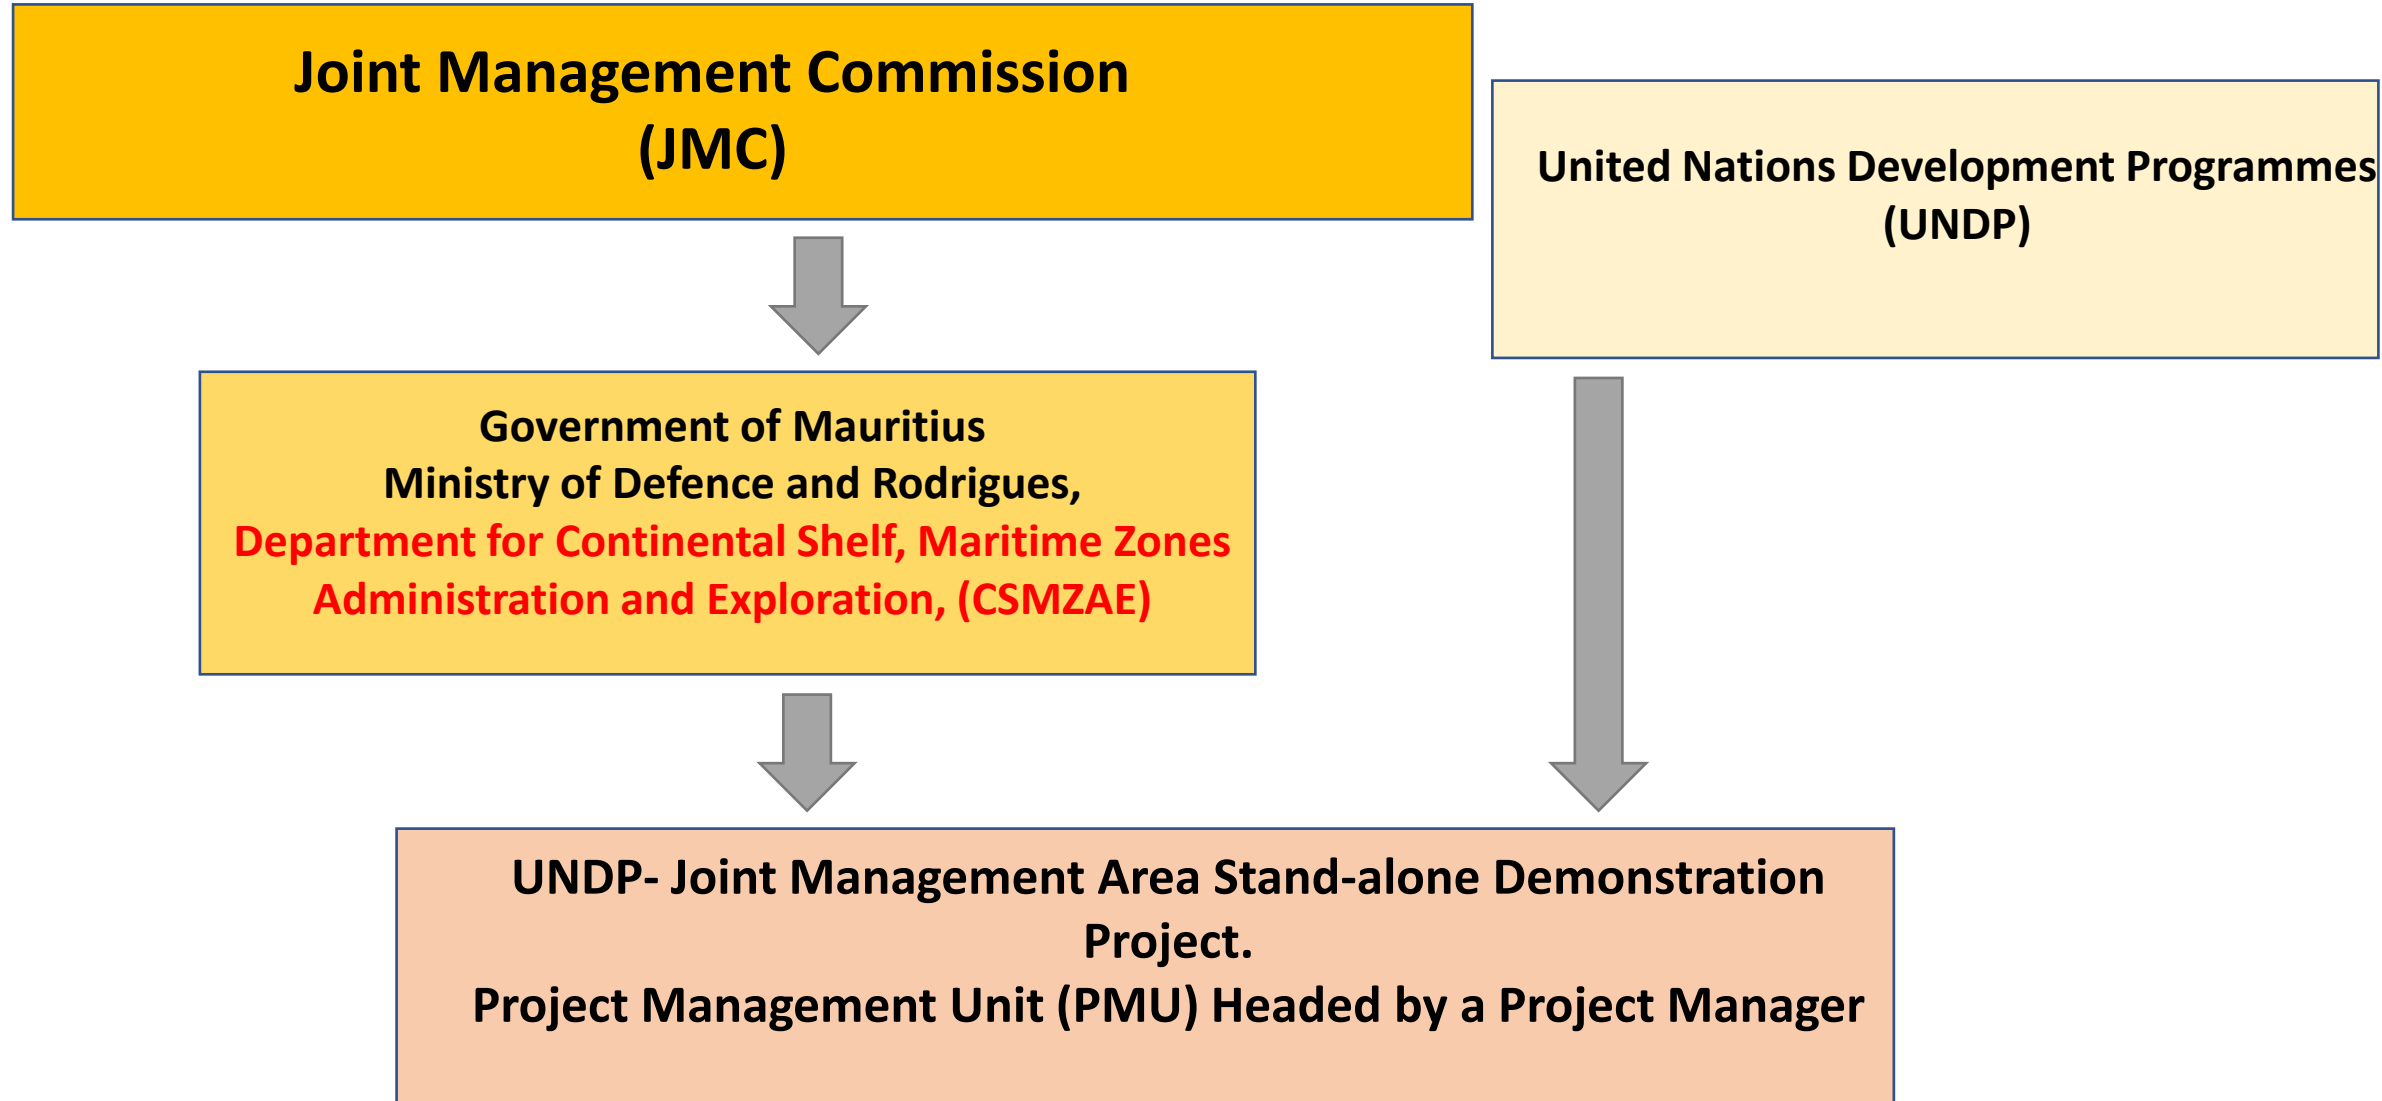 Joint Management Commission
(JMC)
United Nations Development Programmes
(UNDP)
Government of Mauritius
Ministry of Defence and Rodrigues,
Department for Continental Shelf, Maritime Zones
Administration and Exploration, (CSMZAE)
UNDP- Joint Management Area Stand-alone Demonstration
Project.
Project Management Unit (PMU) Headed by a Project Manager